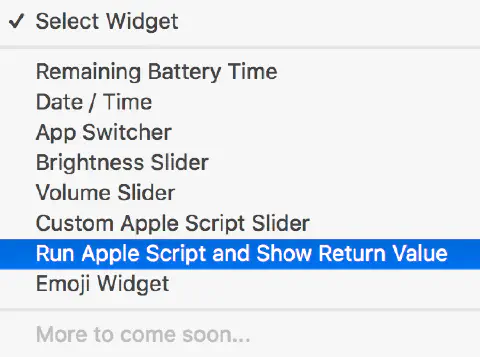 ✓ Select Widget
Remaining Battery Time
Date / Time
App Switcher
Brightness Slider
Volume Slider
Custom Apple Script Slider
Run Apple Script and Show Return Value
Emoji Widget
More to come soon...